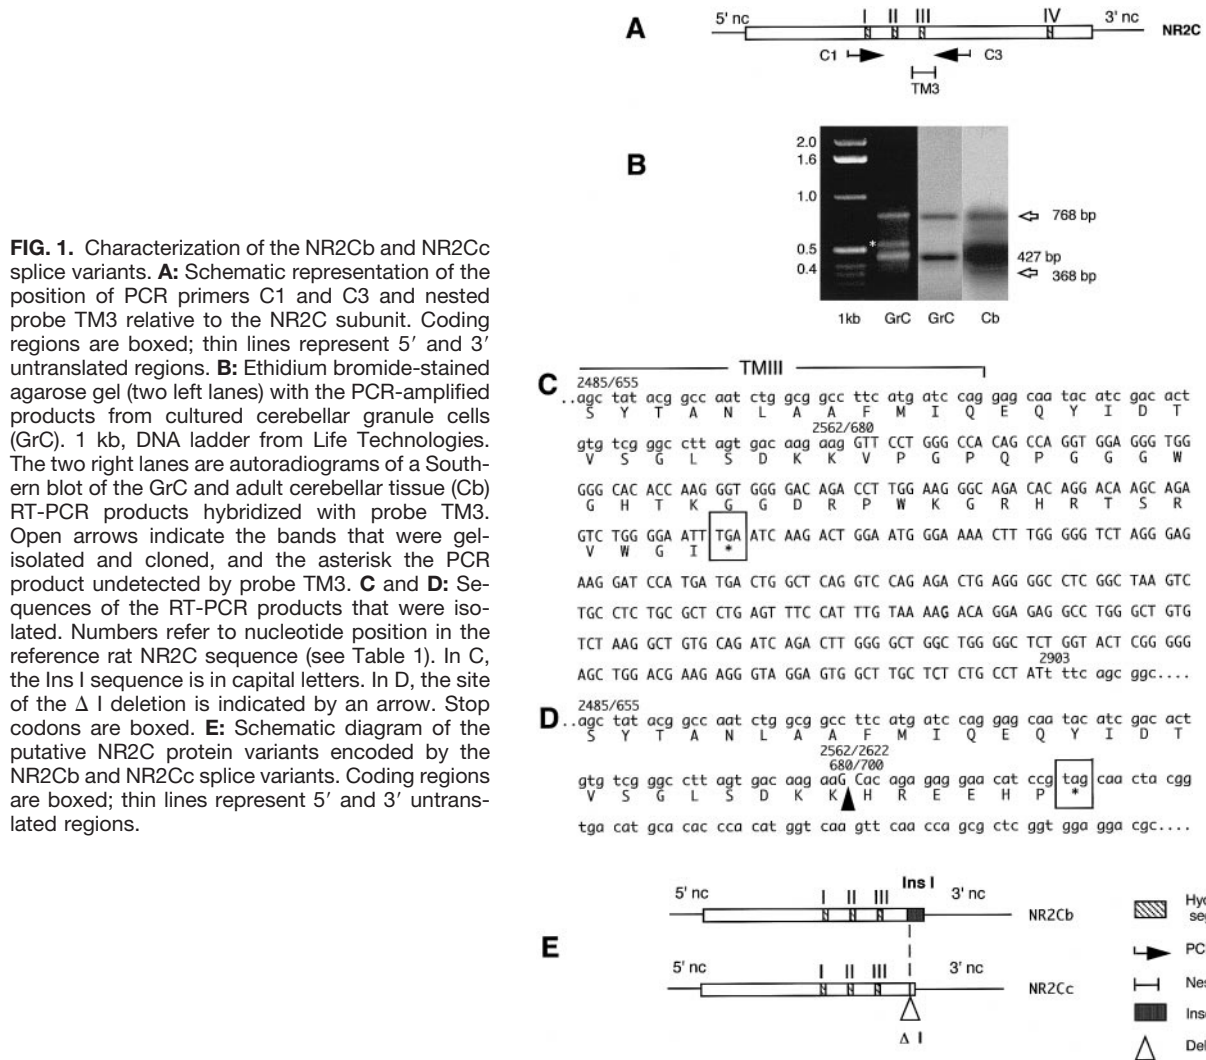 A
5' nc
I
II
III
IV
3' nc
NR2C
C1
C3
TM3
B
2.0
1.6
1.0
0.5
0.4
*
768 bp
427 bp
368 bp
1kb
GrC
GrC
Cb
FIG. 1. Characterization of the NR2Cb and NR2Cc
splice variants. A: Schematic representation of the
position of PCR primers C1 and C3 and nested
probe TM3 relative to the NR2C subunit. Coding
regions are boxed; thin lines represent 5′ and 3′
untranslated regions. B: Ethidium bromide-stained
agarose gel (two left lanes) with the PCR-amplified
products from cultured cerebellar granule cells
(GrC). 1 kb, DNA ladder from Life Technologies.
The two right lanes are autoradiograms of a South-
ern blot of the GrC and adult cerebellar tissue (Cb)
RT-PCR products hybridized with probe TM3.
Open arrows indicate the bands that were gel-
isolated and cloned, and the asterisk the PCR
product undetected by probe TM3. C and D: Se-
quences of the RT-PCR products that were iso-
lated. Numbers refer to nucleotide position in the
reference rat NR2C sequence (see Table 1). In C,
the Ins I sequence is in capital letters. In D, the site
of the Δ I deletion is indicated by an arrow. Stop
codons are boxed. E: Schematic diagram of the
putative NR2C protein variants encoded by the
NR2Cb and NR2Cc splice variants. Coding regions
are boxed; thin lines represent 5′ and 3′ untrans-
lated regions.
C
TMIII
2485/655
..agc tat acg gcc aat ctg gcg gcc ttc atg atc cag gag caa tac atc gac act
S Y T A N L A A F M I Q E Q Y I D T
2562/680
gtg tcg ggc ctt agt gac aag aag GTT CCT GGG CCA CAG CCA GGT GGA GGG TGG
V S G L S D K K V P G P Q P G G G W
GGG CAC ACC AAG GGT GGG GAC AGA CCT TGG AAG GGC AGA CAC AGG ACA AGC AGA
G H T K G G D R P W K G R H R T S R
GTC TGG GGA ATT TGA ATC AAG ACT GGA ATG GGA AAA CTT TGG GGG TCT AGG GAG
V W G I *
AAG GAT CCA TGA TGA CTG GCT CAG GTC CAG AGA CTG AGG GGC CTC GGC TAA GTC
TGC CTC TGC GCT CTG AGT TTC CAT TTG TAA AAG ACA GGA GAG GCC TGG GCT GTG
TCT AAG GCT GTG CAG ATC AGA CTT GGG GCT GGC TGG GGC TCT GGT ACT CGG GGG
2903
AGC TGG ACG AAG AGG GTA GGA GTG GCT TGC TCT CTG CCT ATt ttc agc ggc....
D
2485/655
..agc tat acg gcc aat ctg gcg gcc ttc atg atc cag gag caa tac atc gac act
S Y T A N L A A F M I Q E Q Y I D T
2562/2622
680/700
gtg tcg ggc ctt agt gac aag aaG CAc aga gag gaa cat ccg tag caa cta cgg
V S G L S D K K H R E E H P *
tga cat gca cac cca cat ggt caa gtt caa cca gcg ctc ggt gga gga cgc....
E
Ins I
5' nc
I
II
III
3' nc
NR2Cb
5' nc
I
II
III
3' nc
NR2Cc
Δ I